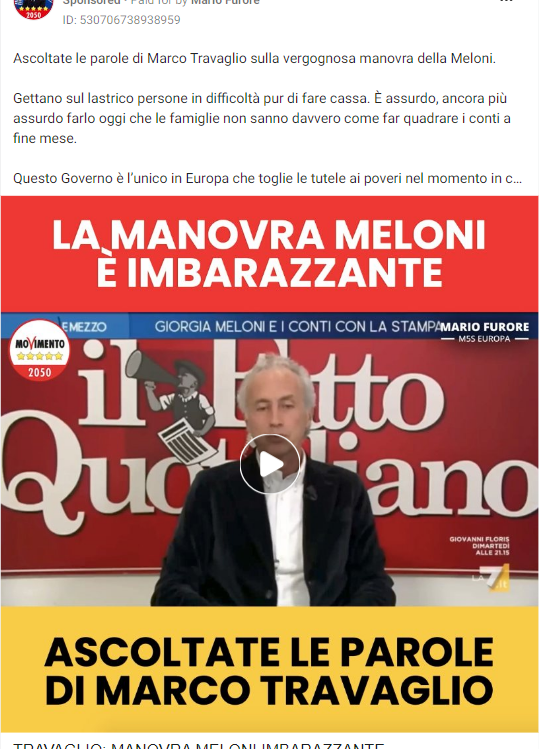 Sponsored • Paid for by Mario Furore
ID: 530706738938959
Ascoltate le parole di Marco Travaglio sulla vergognosa manovra della Meloni.
Gettano sul lastrico persone in difficoltà pur di fare cassa. È assurdo, ancora più
assurdo farlo oggi che le famiglie non sanno davvero come far quadrare i conti a
fine mese.
Questo Governo è l'unico in Europa che toglie le tutele ai poveri nel momento in c...
LA MANOVRA MELONI
È IMBARAZZANTE
E MEZZO
GIORGIA MELONI E I CONTI CON LA STAMPA
MARIO FURORE
M5S EUROPA
MOVIMENTO
2050
il Fatto
Quotidiano
GIOVANNI FLORIS
DIMARTEDÌ
ALLE 21.15
LA7.it
ASCOLTATE LE PAROLE
DI MARCO TRAVAGLIO
TRAVAGLIO: MANOVRA MELONI IMBARAZZANTE